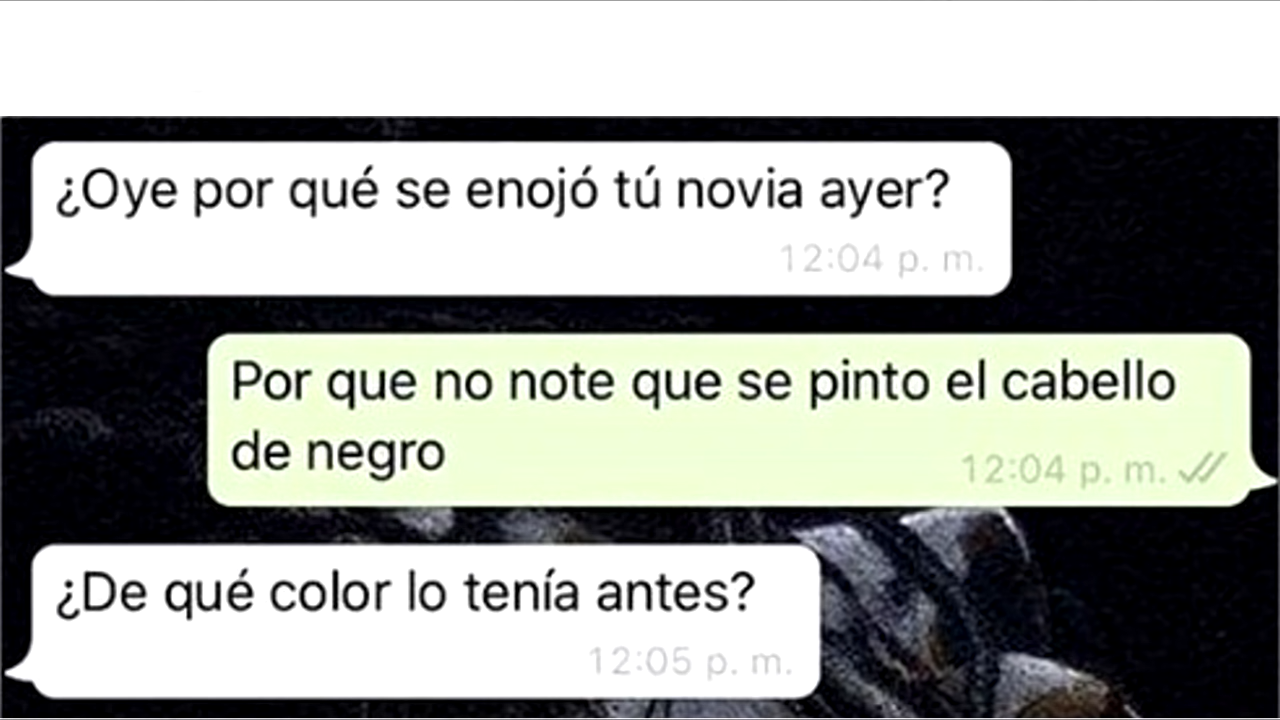 ¿Oye por qué se enojó tú novia ayer?
12:04 p. m.
Por que no note que se pinto el cabello
de negro
12:04 p. m.
¿De qué color lo tenía antes?
12:05 p. m.